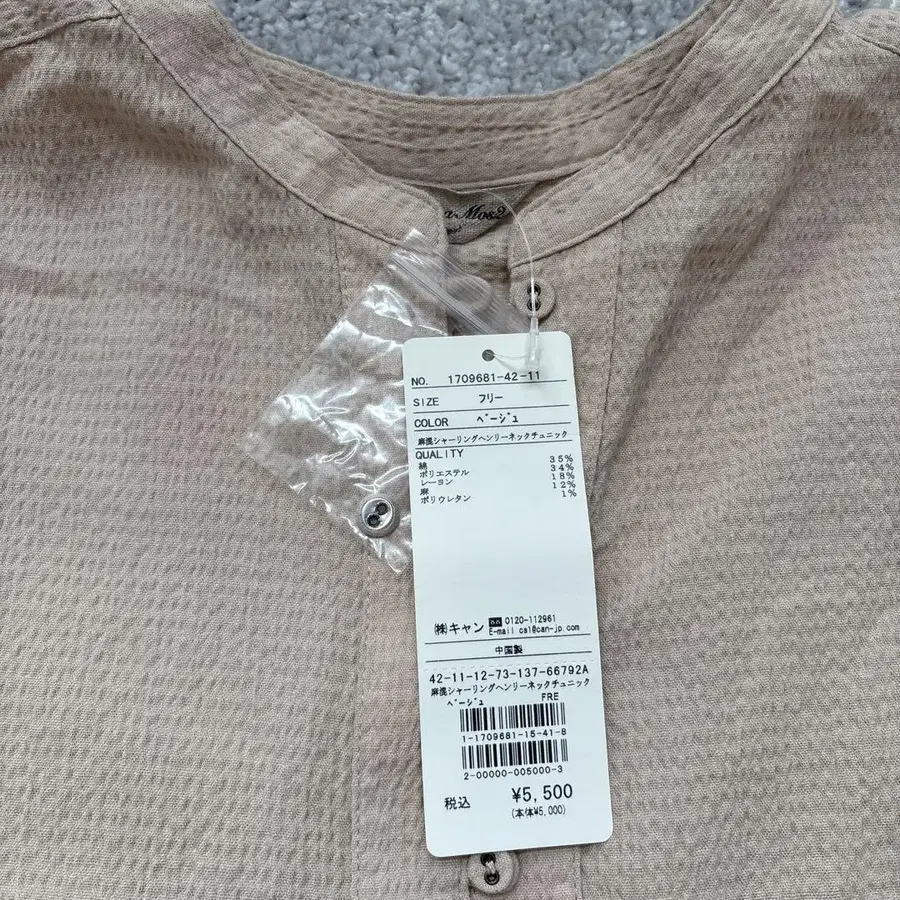 a Mos2
NO. 1709681-42-11
SIZE フリー
COLOR ベージュ
麻混シャーリングヘンリーネックチュニック
QUALITY
綿 35%
ポリエステル 34%
レーヨン 18%
麻 12%
ポリウレタン 1%
㈱キャン 0120-112961
E-mail cs1@can-jp.com
中国製
42-11-12-73-137-66792A
麻混シャーリングヘンリーネックチュニック
ベージュ FRE
1-1709681-15-41-8
2-00000-005000-3
税込 ¥5,500
(本体¥5,000)